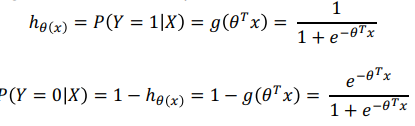 h_θ(x) = P(Y = 1|X) = g(θ^T x) = 1 / (1 + e^(−θ^T x))
P(Y = 0|X) = 1 − h_θ(x) = 1 − g(θ^T x) = e^(−θ^T x) / (1 + e^(−θ^T x))